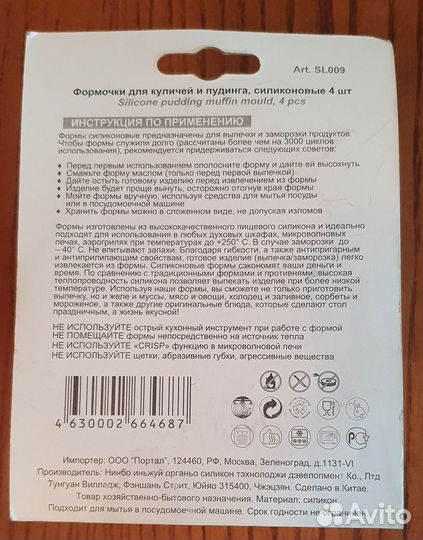 Art. SL009
Формочки для куличей и пудинга, силиконовые 4 шт
Silicone pudding muffin mould, 4 pcs
ИНСТРУКЦИЯ ПО ПРИМЕНЕНИЮ
Формы силиконовые предназначены для выпечки и заморозки продуктов.
Чтобы формы служили долго (рассчитаны более чем на 3000 циклов
использования), рекомендуется придерживаться следующих советов:
• Перед первым использованием ополосните форму и дайте ей высохнуть
• Смажьте форму маслом (только перед первой выпечкой)
• Дайте остыть готовому изделию перед извлечением из формы
• Изделие будет проще вынуть, осторожно отогнув края формы
• Мойте формы вручную, используя средства для мытья посуды
или в посудомоечной машине
• Хранить формы можно в сложенном виде, не допуская изломов
Формы изготовлены из высококачественного пищевого силикона и идеально
подходят для использования в любых духовых шкафах, микроволновых
печах, аэрогрилях при температурах до +250° С. В случае заморозки до
– 40° С. Не впитывают запахи. Благодаря гибкости, а также антипригарным
и антиприлипающим свойствам, готовое изделие (выпечка/заморозка) легко
извлекается из формы. Силиконовые формы сэкономят ваши деньги и
время. По сравнению с традиционными формами и противнями, высокая
теплопроводность силикона позволяет выпекать изделие при более низкой
температуре. Используя наши формы, вы сможете не только приготовить
выпечку, но и желе и муссы, мясо и овощи, холодец и заливное, сорбеты и
мороженое, а также другие оригинальные блюда, которые сделают стол
праздничным, а жизнь вкусной!
НЕ ИСПОЛЬЗУЙТЕ острый кухонный инструмент при работе с формой
НЕ ПОМЕЩАЙТЕ формы непосредственно на источник тепла
НЕ ИСПОЛЬЗУЙТЕ «CRISP» функцию в микроволновой печи
НЕ ИСПОЛЬЗУЙТЕ щетки, абразивные губки, агрессивные вещества
4 630002 664687
Импортер: ООО "Портал", 124460, РФ, Москва, Зеленоград, д.1131-VI
Изготовитель: Нинбо иньжуй органьо силикон тэхнолоджи дэвелопмент Ко., Лтд
Тунгуан Вилладж, Фэншань Стрит, Юйяо 315400, Чжэцзян. Сделано в Китае.
Товар хозяйственно-бытового назначения. Материал: силикон.
Подходит для мытья в посудомоечной машине. Срок годности не ограничен.
Avito